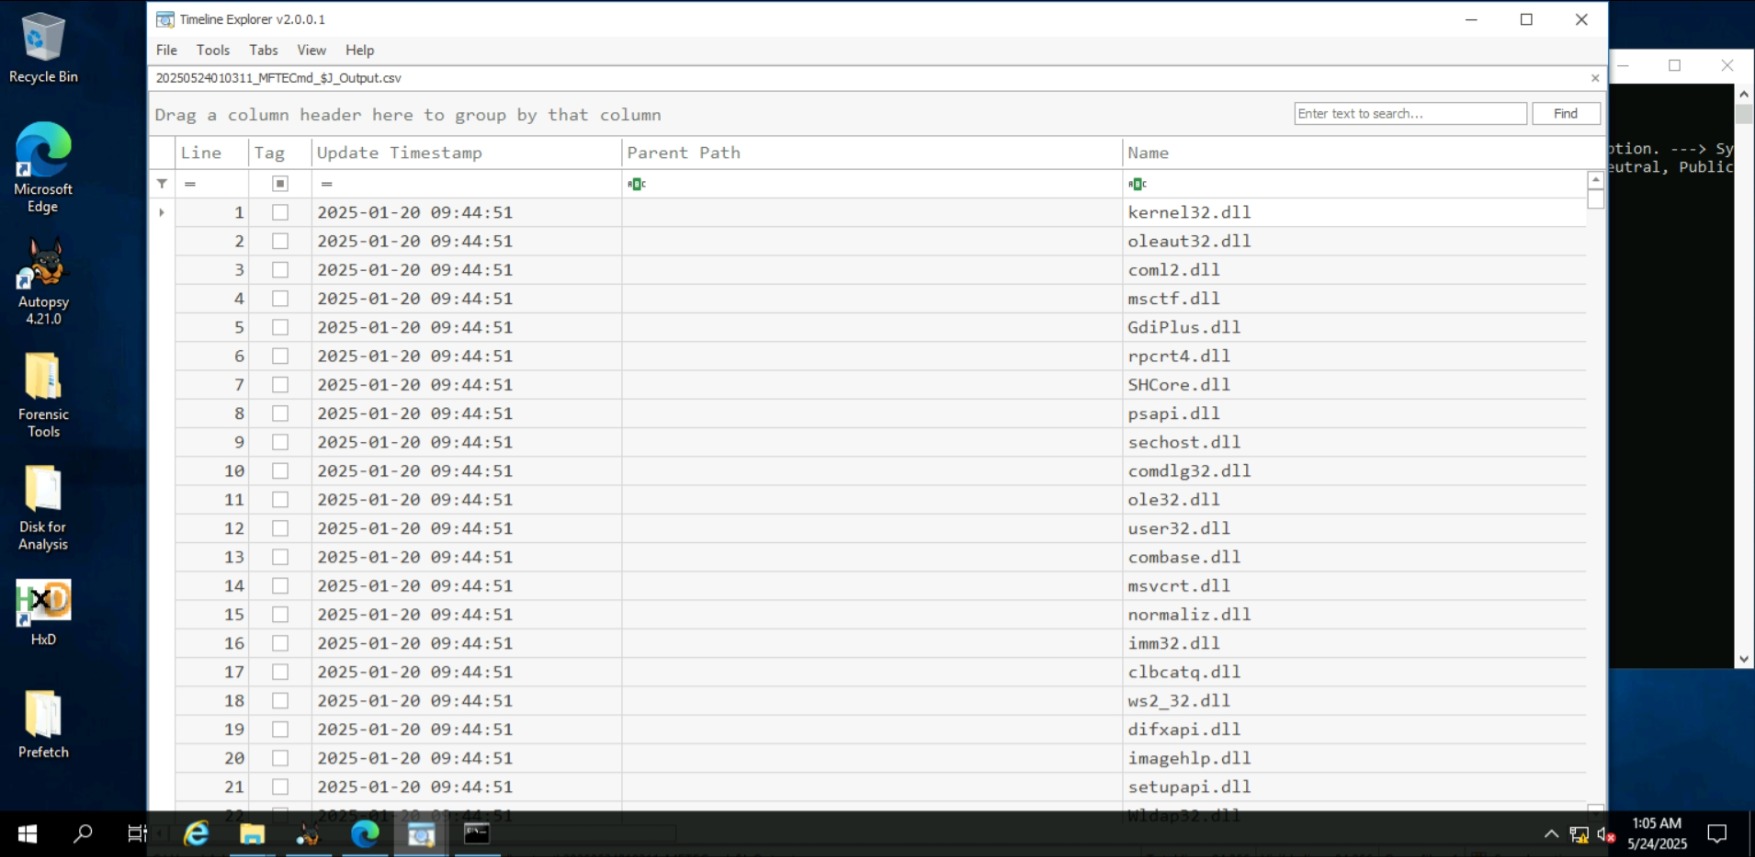 Recycle Bin
Microsoft
Edge
Autopsy
4.21.0
Forensic
Tools
Disk for
Analysis
HxD
HxD
Prefetch
Timeline Explorer v2.0.0.1
File Tools Tabs View Help
20250524010311_MFTECmd_$J_Output.csv
Drag a column header here to group by that column
Enter text to search...
Find
Line Tag Update Timestamp Parent Path Name
= = ABC ABC
1 2025-01-20 09:44:51 kernel32.dll
2 2025-01-20 09:44:51 oleaut32.dll
3 2025-01-20 09:44:51 coml2.dll
4 2025-01-20 09:44:51 msctf.dll
5 2025-01-20 09:44:51 GdiPlus.dll
6 2025-01-20 09:44:51 rpcrt4.dll
7 2025-01-20 09:44:51 SHCore.dll
8 2025-01-20 09:44:51 psapi.dll
9 2025-01-20 09:44:51 sechost.dll
10 2025-01-20 09:44:51 comdlg32.dll
11 2025-01-20 09:44:51 ole32.dll
12 2025-01-20 09:44:51 user32.dll
13 2025-01-20 09:44:51 combase.dll
14 2025-01-20 09:44:51 msvcrt.dll
15 2025-01-20 09:44:51 normaliz.dll
16 2025-01-20 09:44:51 imm32.dll
17 2025-01-20 09:44:51 clbcatq.dll
18 2025-01-20 09:44:51 ws2_32.dll
19 2025-01-20 09:44:51 difxapi.dll
20 2025-01-20 09:44:51 imagehlp.dll
21 2025-01-20 09:44:51 setupapi.dll
22 2025-01-20 09:44:51 Wldap32.dll
ption. ---> Sy
eutral, Public
1:05 AM
5/24/2025